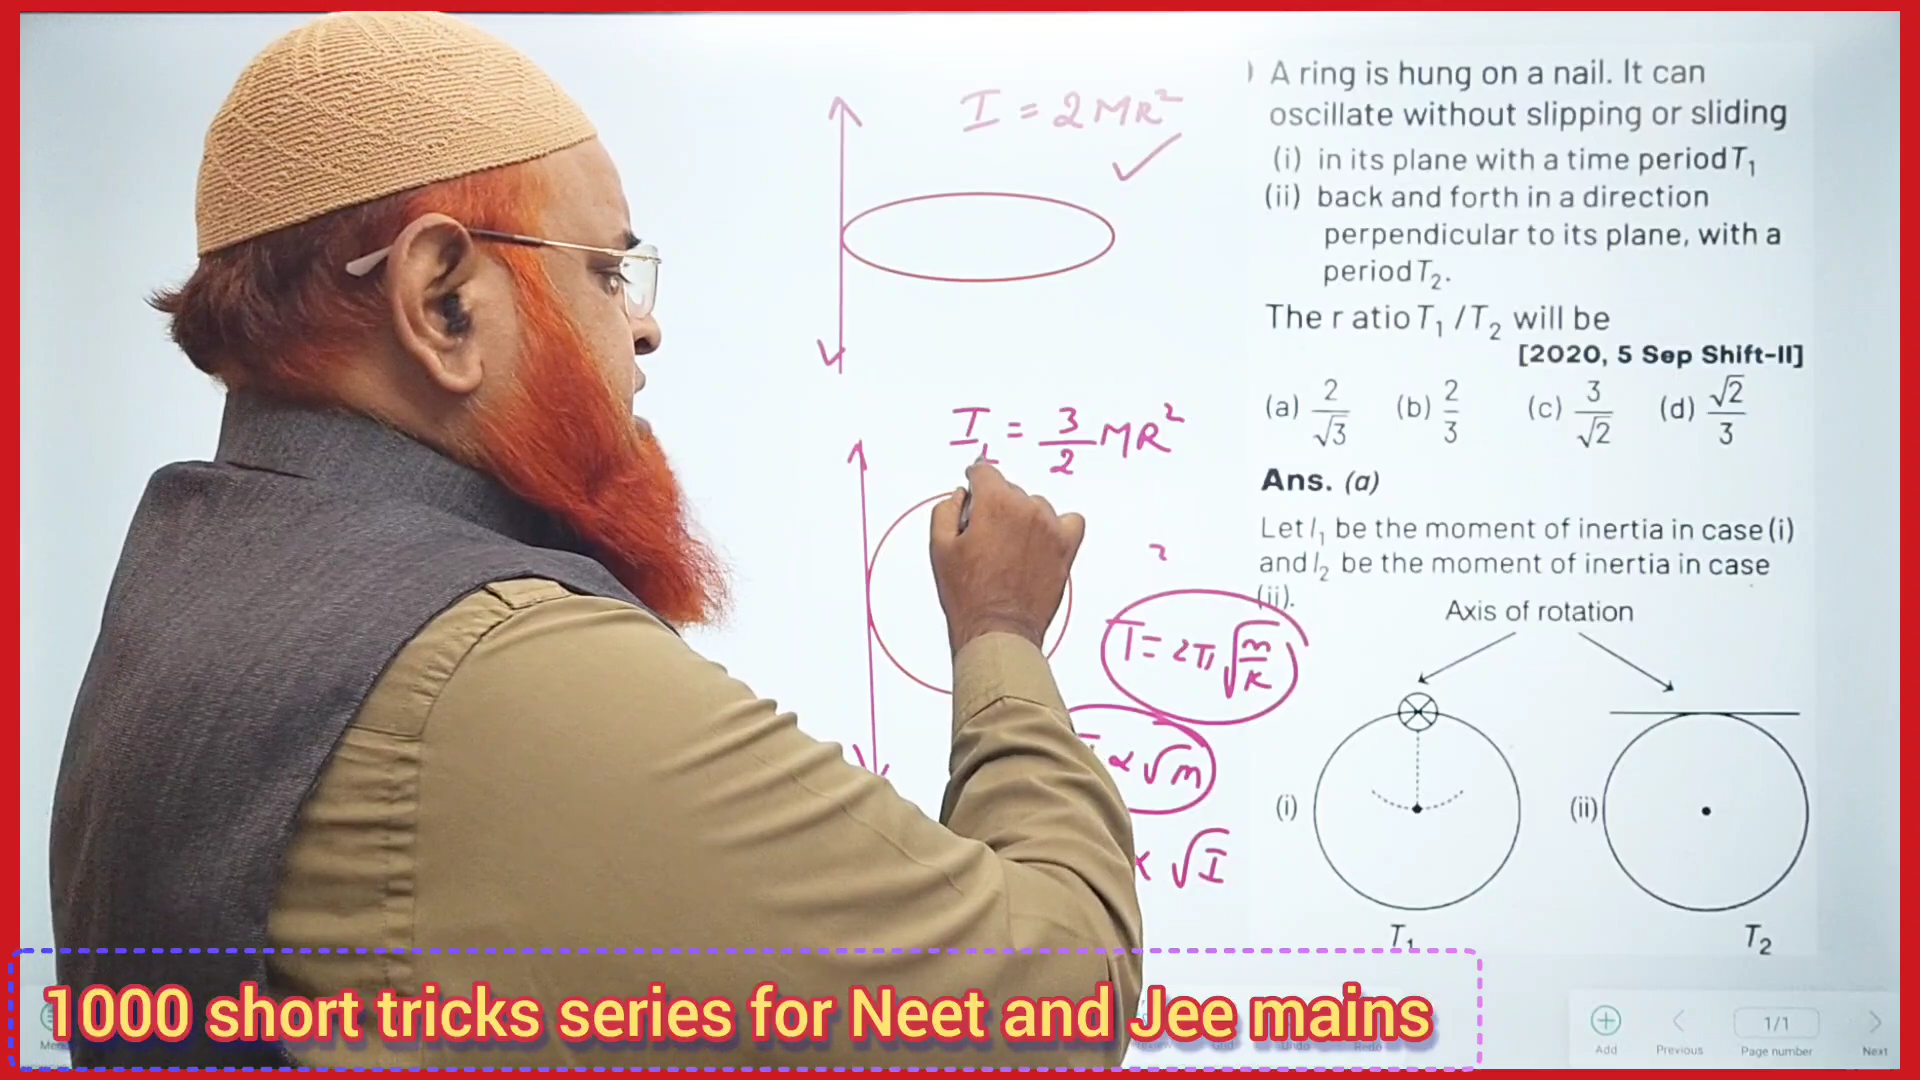 I = 2MR²
I = 3/2 MR²
T = 2π√m/k
∝ √m
∝ √I
) A ring is hung on a nail. It can
oscillate without slipping or sliding
(i) in its plane with a time period T₁
(ii) back and forth in a direction
perpendicular to its plane, with a
period T₂.
The r atio T₁ / T₂ will be
[2020, 5 Sep Shift-II]
(a) 2/√3 (b) 2/3 (c) 3/√2 (d) √2/3
Ans. (a)
Let I₁ be the moment of inertia in case (i)
and I₂ be the moment of inertia in case
(ii).
Axis of rotation
(i) (ii)
T₁ T₂
1000 short tricks series for Neet and Jee mains
1/1
Add Previous Page number Next